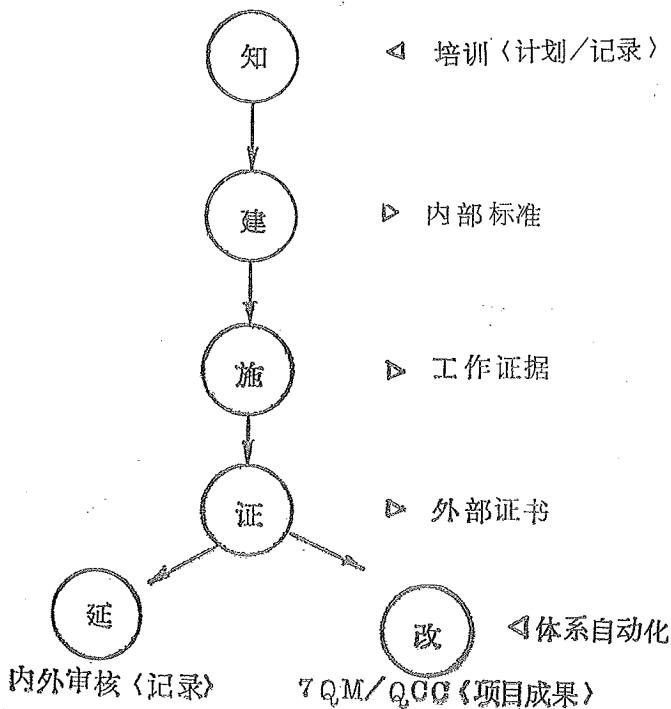 知
◁ 培训〈计划/记录〉
建
▷ 内部标准
施
▷ 工作证据
证
▷ 外部证书
延
改
◁体系自动化
内外审核〈记录〉
7QM/QCC《项目成果〉